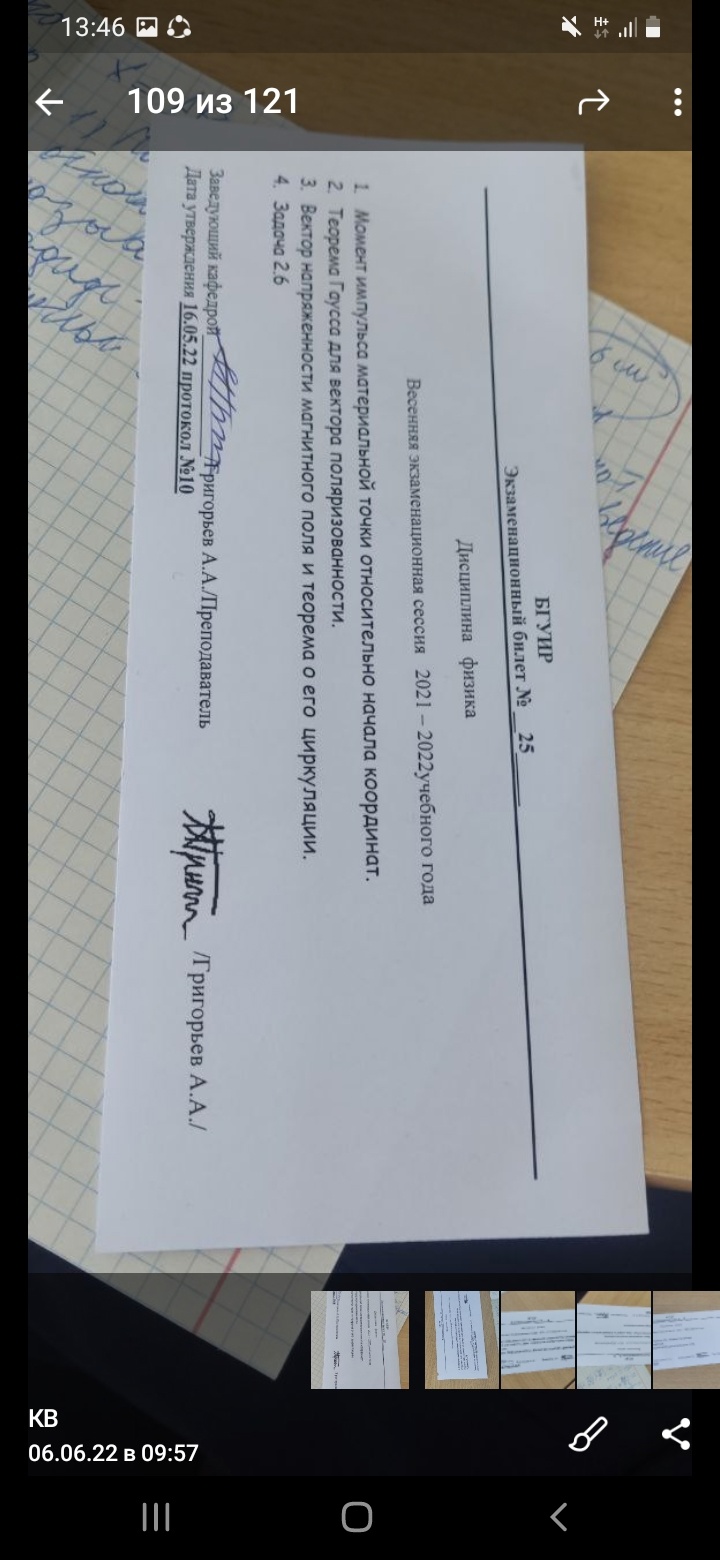 13:46
H+
109 из 121
БГУИР
Экзаменационный билет № 25
Дисциплина физика
Весенняя экзаменационная сессия 2021 – 2022учебного года
1. Момент импульса материальной точки относительно начала координат.
2. Теорема Гаусса для вектора поляризованности.
3. Вектор напряженности магнитного поля и теорема о его циркуляции.
4. Задача 2.6
Заведующий кафедрой /Григорьев А.А./Преподаватель /Григорьев А.А./
Дата утверждения 16.05.22 протокол №10
КВ
06.06.22 в 09:57